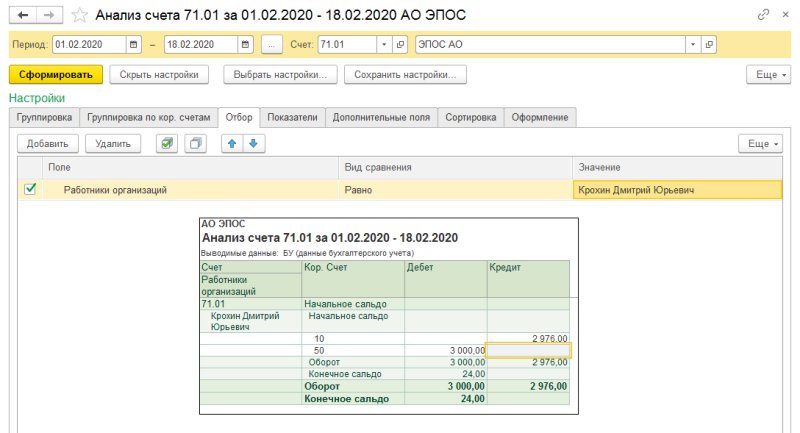 Анализ счета 71.01 за 01.02.2020 - 18.02.2020 АО ЭПОС
Период: 01.02.2020 – 18.02.2020 ... Счет: 71.01 ЭПОС АО
Сформировать Скрыть настройки Выбрать настройки... Сохранить настройки... Еще
Настройки
Группировка Группировка по кор. счетам Отбор Показатели Дополнительные поля Сортировка Оформление
Добавить Удалить Еще
Поле Вид сравнения Значение
Работники организаций Равно Крохин Дмитрий Юрьевич
АО ЭПОС
Анализ счета 71.01 за 01.02.2020 - 18.02.2020
Выводимые данные: БУ (данные бухгалтерского учета)
Счет Кор. Счет Дебет Кредит
Работники
организаций
71.01 Начальное сальдо
Крохин Дмитрий Начальное сальдо
Юрьевич
10 2 976,00
50 3 000,00
Оборот 3 000,00 2 976,00
Конечное сальдо 24,00
Оборот 3 000,00 2 976,00
Конечное сальдо 24,00